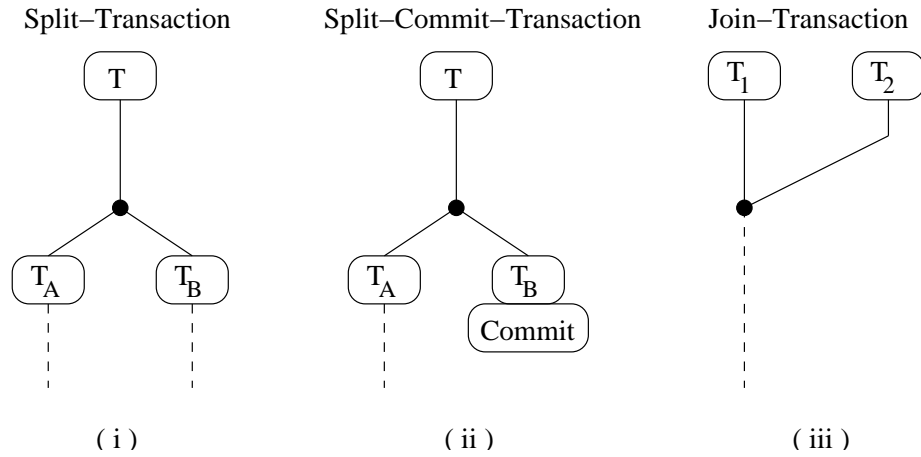 Split–Transaction
Split–Commit–Transaction
Join–Transaction
T
T
T1
T2
TA
TB
TA
TB
Commit
( i )
( ii )
( iii )